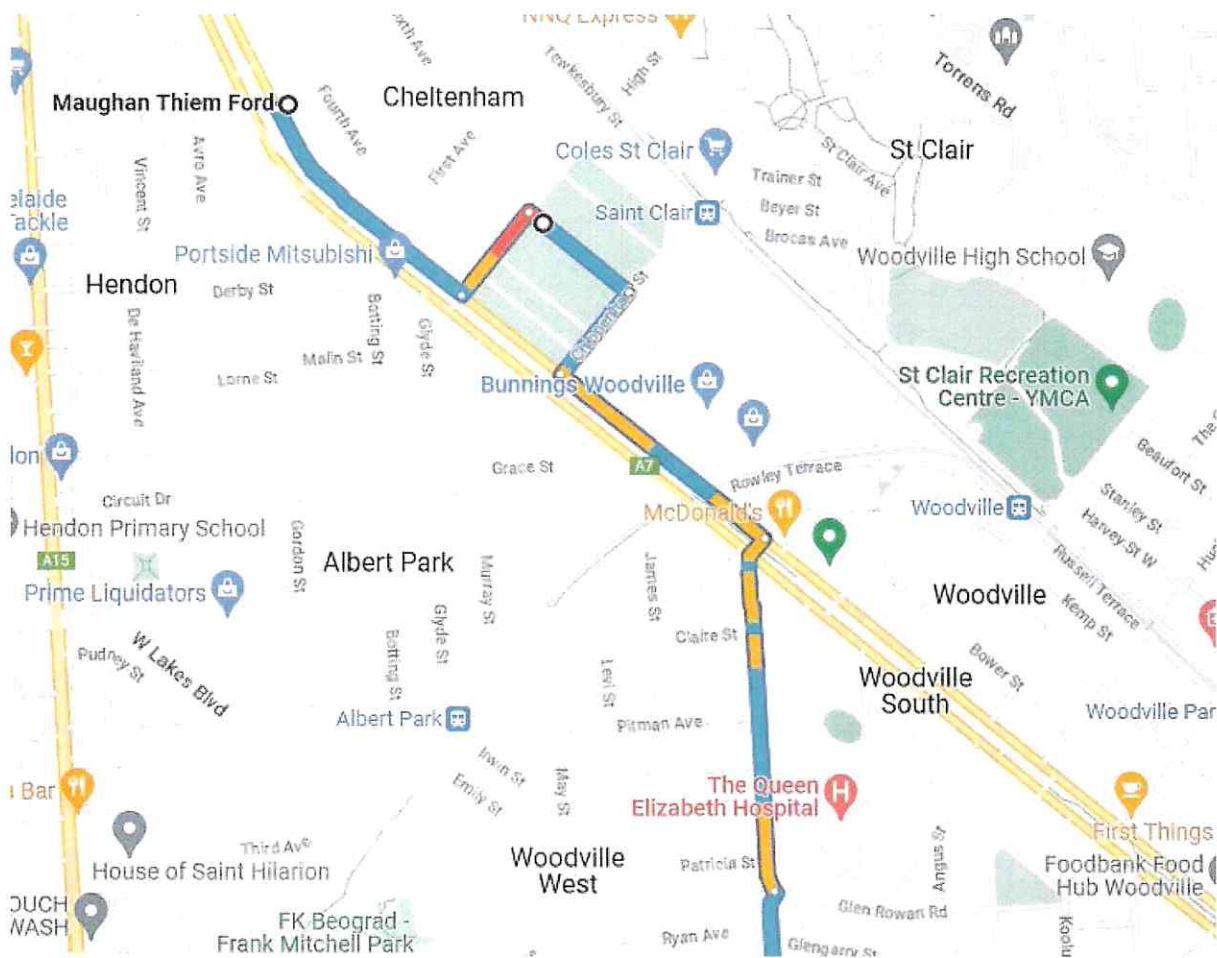 NNQ Express
High St
Tewkesbury St
Torrens Rd
Maughan Thiem Ford
Fourth Ave
Cheltenham
First Ave
Coles St Clair
St Clair Ave
St Clair
Avro Ave
Vincent St
Trainer St
Beyer St
Saint Clair
Brocas Ave
elaide
Tackle
Portside Mitsubishi
Woodville High School
Hendon
Derby St
De Haviland Ave
Botting St
Glyde St
Malin St
Lorne St
Cheltenham St
Bunnings Woodville
St Clair Recreation
Centre - YMCA
Beaufort St
Grace St
A7
Rowley Terrace
Circuit Dr
McDonald's
Woodville
Stanley St
Harvey St W
Hendon Primary School
Gordon St
A15
Albert Park
Murray St
James St
Russell Terrace
Prime Liquidators
Woodville
Kemp St
Glyde St
Claire St
Pudney St
W Lakes Blvd
Botting St
Levi St
Bower St
Woodville
South
Albert Park
Pitman Ave
Woodville Par
Irwin St
Emily St
May St
The Queen
Elizabeth Hospital
H
Bar
First Things
Third Ave
House of Saint Hilarion
Woodville
West
Patricia St
Angus St
Foodbank Food
Hub Woodville
OUCH
WASH
FK Beograd -
Frank Mitchell Park
Glen Rowan Rd
Ryan Ave
Glengarry St